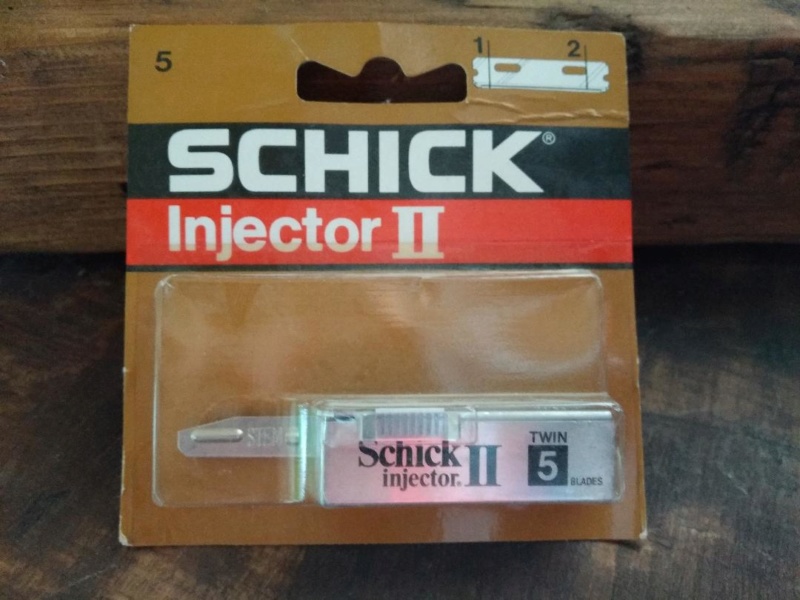 5
1 2
SCHICK®
Injector II
Schick
injector®
II
TWIN
5
BLADES